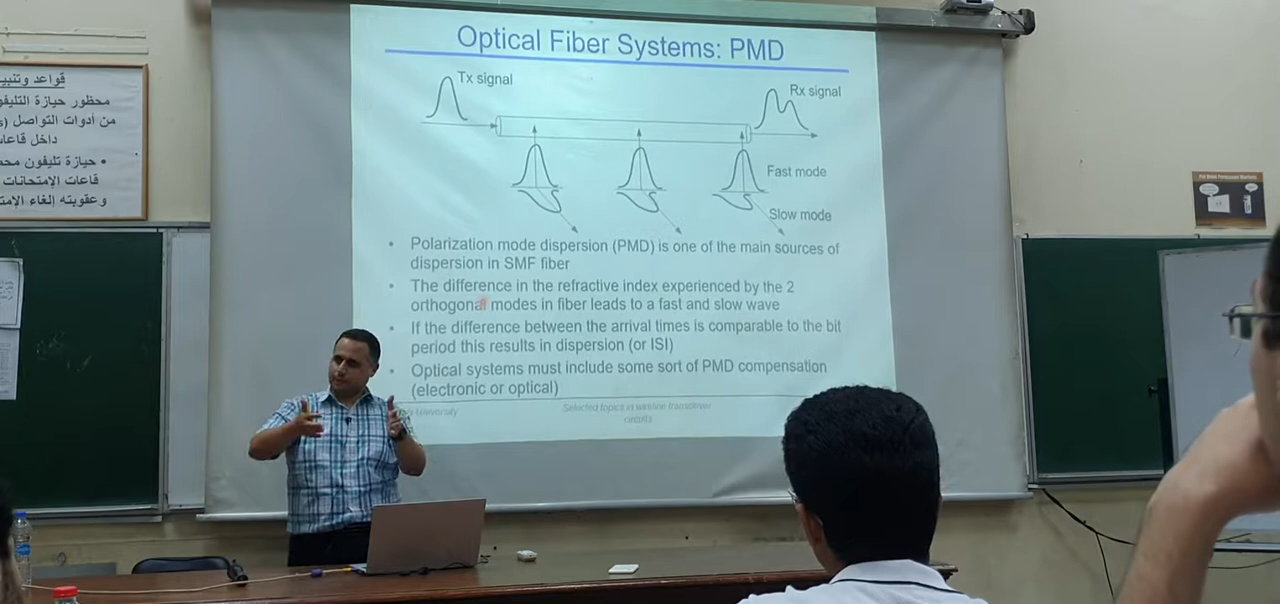 Optical Fiber Systems: PMD
Tx signal
Rx signal
Fast mode
Slow mode
• Polarization mode dispersion (PMD) is one of the main sources of
dispersion in SMF fiber
• The difference in the refractive index experienced by the 2
orthogonal modes in fiber leads to a fast and slow wave
• If the difference between the arrival times is comparable to the bit
period this results in dispersion (or ISI)
• Optical systems must include some sort of PMD compensation
(electronic or optical)
University
Selected topics in wireline transceiver
circuits
قواعد وتنبي
محظور حيازة التليفو
من أدوات التواصل (s
داخل قاعا
• حيازة تليفون محم
قاعات الإمتحانات
وعقوبته إلغاء الإمت